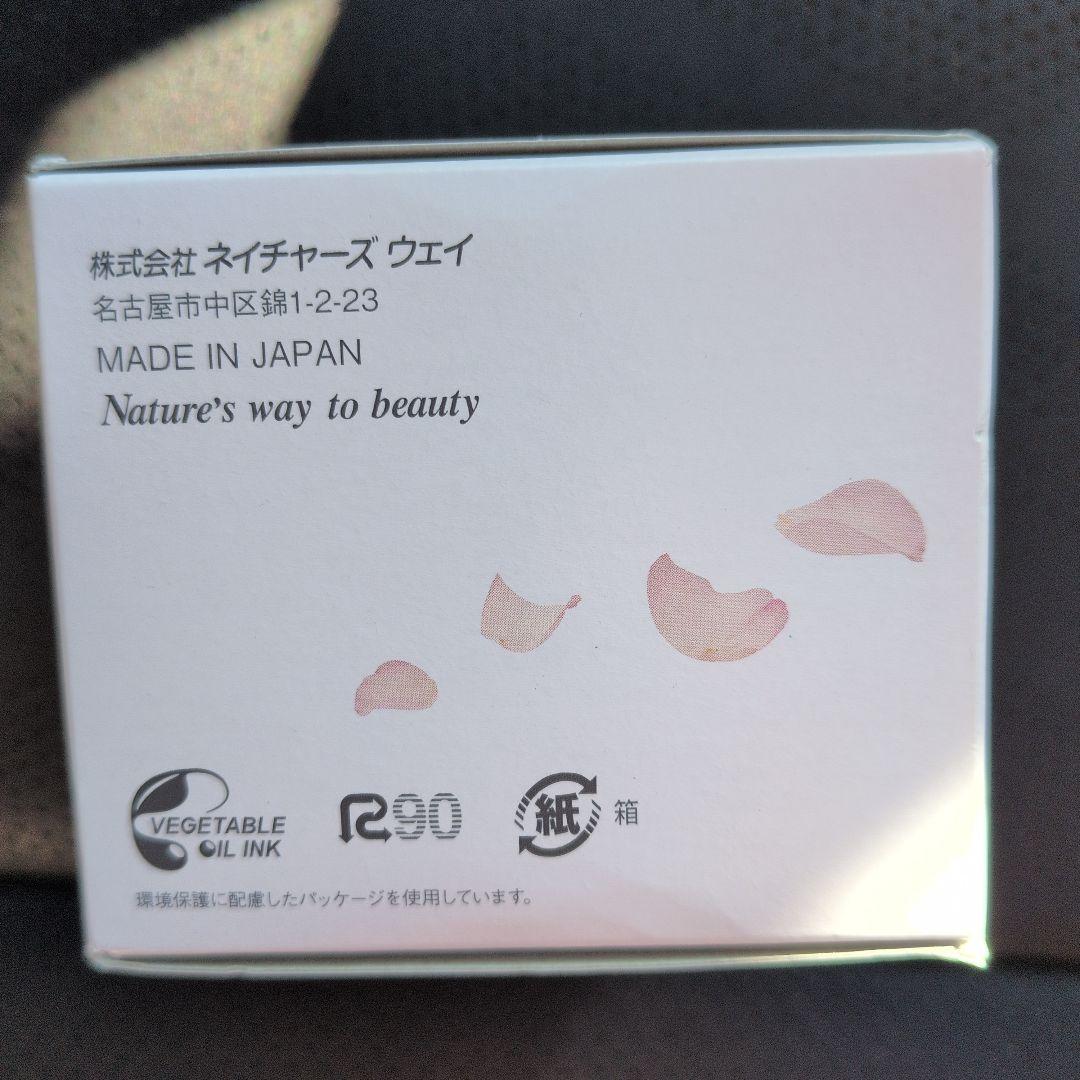 株式会社 ネイチャーズ ウェイ
名古屋市中区錦1-2-23
MADE IN JAPAN
Nature's way to beauty
VEGETABLE
OIL INK
R90
紙 箱
環境保護に配慮したパッケージを使用しています。